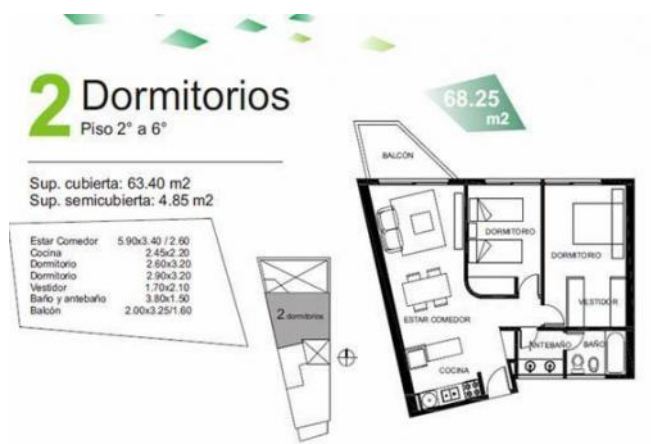 2 Dormitorios
Piso 2° a 6°
68.25
m2
Sup. cubierta: 63.40 m2
Sup. semicubierta: 4.85 m2
Estar Comedor 5.90x3.40 / 2.60
Cocina 2.45x2.20
Dormitorio 2.60x3.20
Dormitorio 2.90x3.20
Vestidor 1.70x2.10
Baño y antebaño 3.80x1.50
Balcón 2.00x3.25/1.60
2 dormitorios
BALCÓN
DORMITORIO
DORMITORIO
VESTIDOR
ESTAR COMEDOR
ANTEBAÑO
BAÑO
COCINA